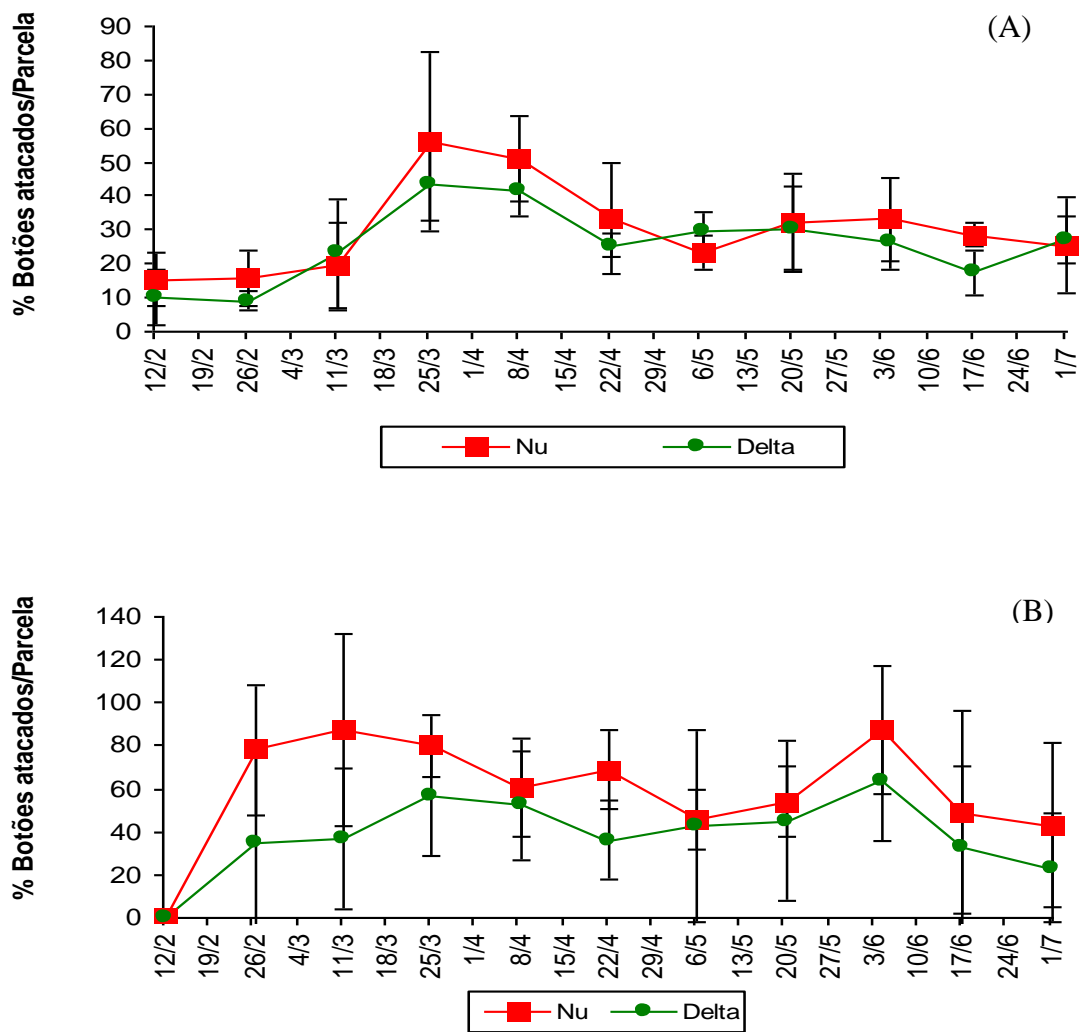 (A)
% Botões atacados/Parcela
90
80
70
60
50
40
30
20
10
0
12/2 19/2 26/2 4/3 11/3 18/3 25/3 1/4 8/4 15/4 22/4 29/4 6/5 13/5 20/5 27/5 3/6 10/6 17/6 24/6 1/7
Nu Delta
(B)
% Botões atacados/Parcela
140
120
100
80
60
40
20
0
12/2 19/2 26/2 4/3 11/3 18/3 25/3 1/4 8/4 15/4 22/4 29/4 6/5 13/5 20/5 27/5 3/6 10/6 17/6 24/6 1/7
Nu Delta